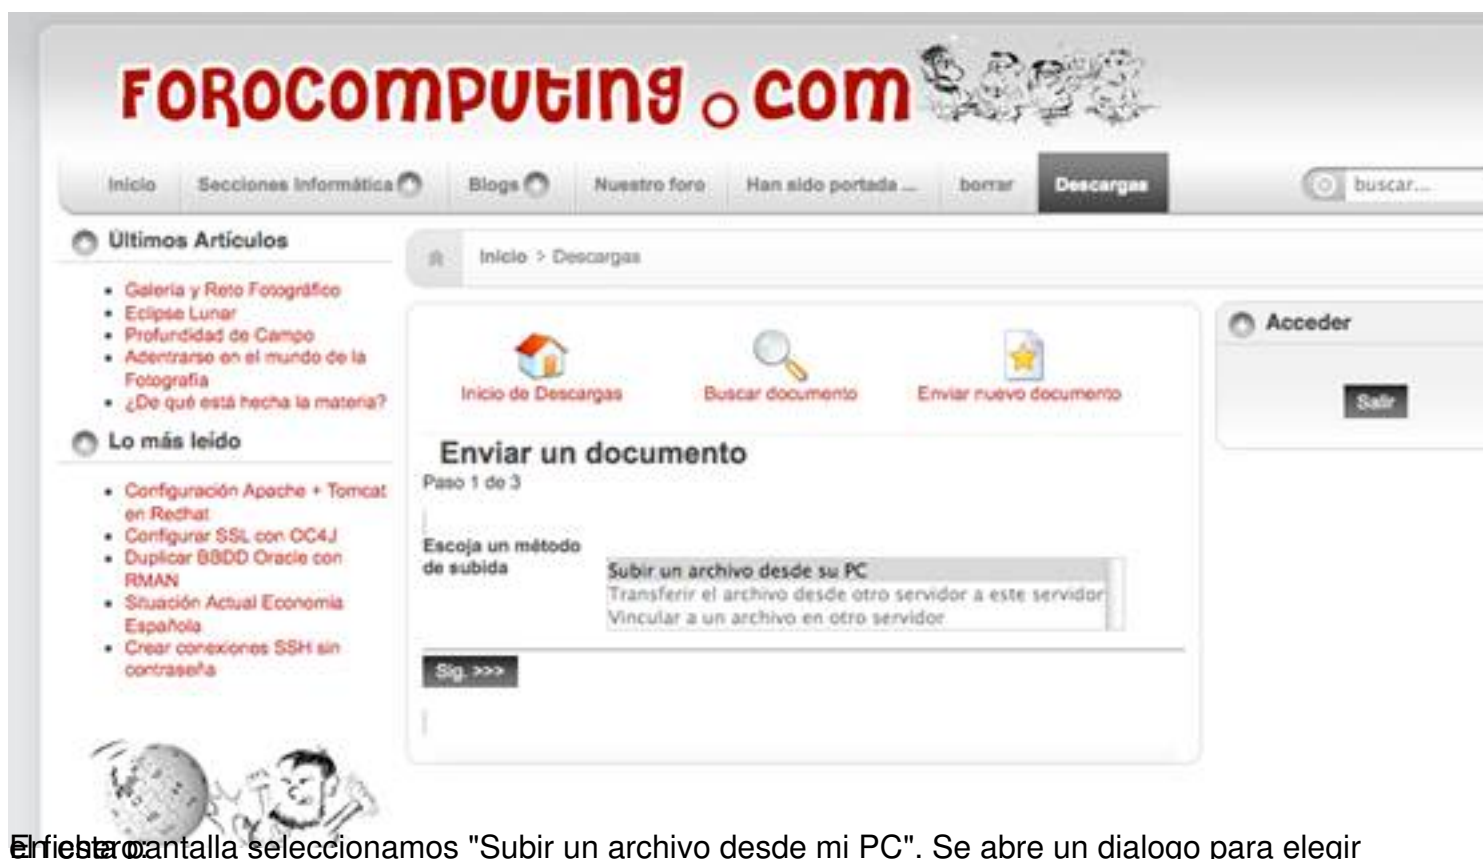 FOROCOMPUTING.COM
Inicio Secciones Informática Blogs Nuestro foro Han sido portada ... borrar Descargas buscar...
Últimos Artículos
Galería y Reto Fotográfico
Eclipse Lunar
Profundidad de Campo
Adentrarse en el mundo de la
Fotografía
¿De qué está hecha la materia?
Lo más leído
Configuración Apache + Tomcat
en Redhat
Configurar SSL con OC4J
Duplicar BBDD Oracle con
RMAN
Situación Actual Economía
Española
Crear conexiones SSH sin
contraseña
Inicio > Descargas
Inicio de Descargas Buscar documento Enviar nuevo documento
Enviar un documento
Paso 1 de 3
Escoja un método
de subida
Subir un archivo desde su PC
Transferir el archivo desde otro servidor a este servidor
Vincular a un archivo en otro servidor
Sig. >>>
Acceder
Salir
pantalla seleccionamos "Subir un archivo desde mi PC". Se abre un dialogo para elegir